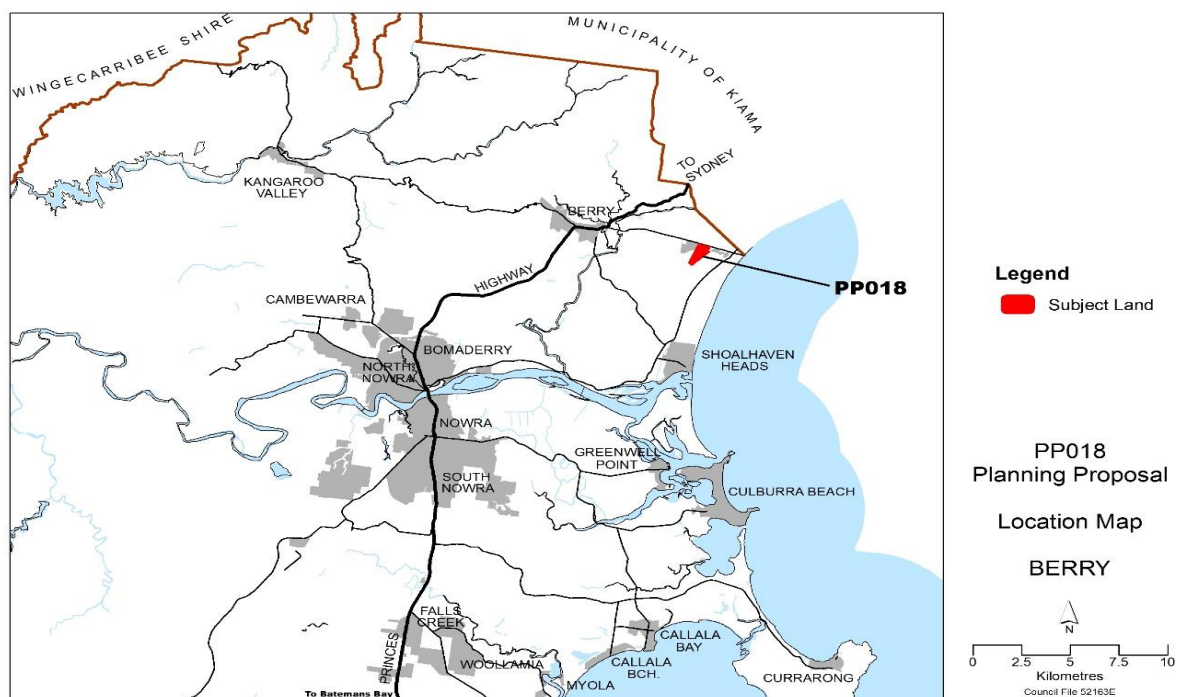 WINGECARRIBEE SHIRE
MUNICIPALITY OF KIAMA
TO
SYDNEY
KANGAROO
VALLEY
BERRY
HIGHWAY
PP018
CAMBEWARRA
BOMADERRY
NORTH
NOWRA
SHOALHAVEN
HEADS
NOWRA
GREENWELL
POINT
SOUTH
NOWRA
CULBURRA BEACH
FALLS
CREEK
PRINCES
WOOLLAMIA
CALLALA
BAY
CALLALA
BCH.
MYOLA
CURRARONG
To Batemans Bay
Legend
Subject Land
PP018
Planning Proposal
Location Map
BERRY
N
0 2.5 5 7.5 10
Kilometres
Council File 52163E